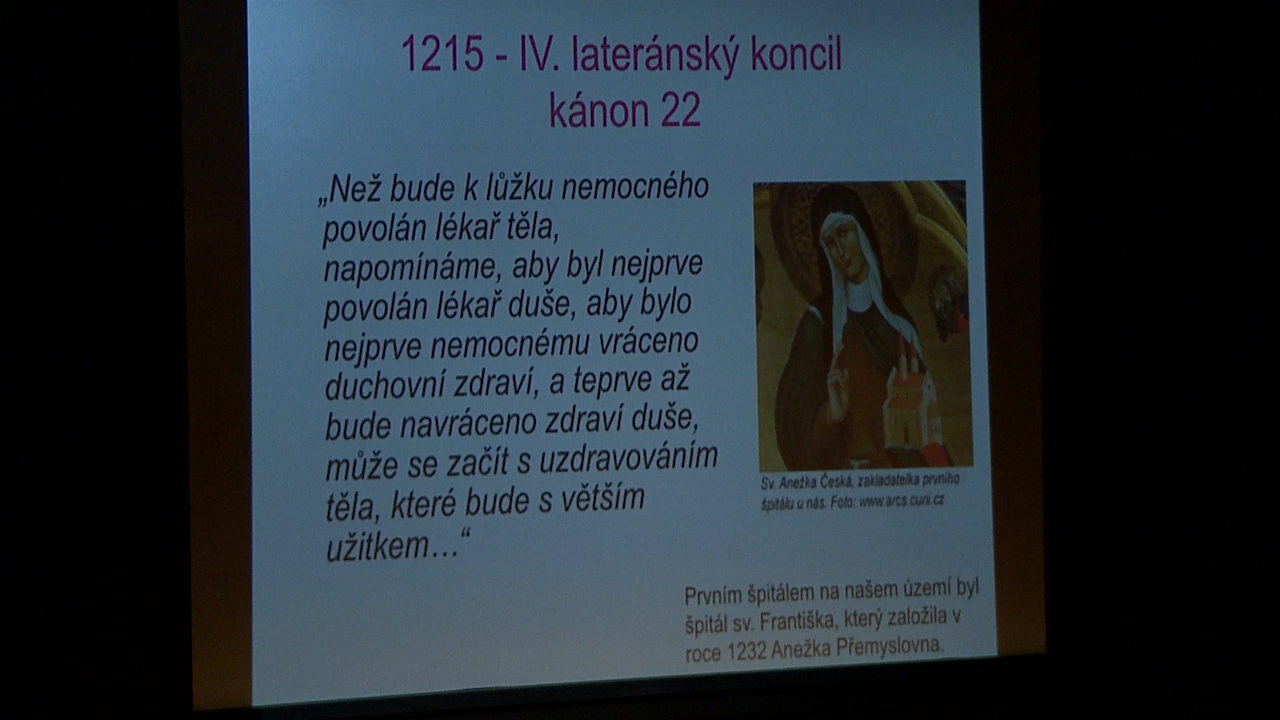 1215 - IV. lateránský koncil
kánon 22
„Než bude k lůžku nemocného
povolán lékař těla,
napomínáme, aby byl nejprve
povolán lékař duše, aby bylo
nejprve nemocnému vráceno
duchovní zdraví, a teprve až
bude navráceno zdraví duše,
může se začít s uzdravováním
těla, které bude s větším
užitkem…“
Sv. Anežka Česká, zakladatelka prvního
špitálu u nás. Foto: www.arcs.cuni.cz
Prvním špitálem na našem území byl
špitál sv. Františka, který založila v
roce 1232 Anežka Přemyslovna.